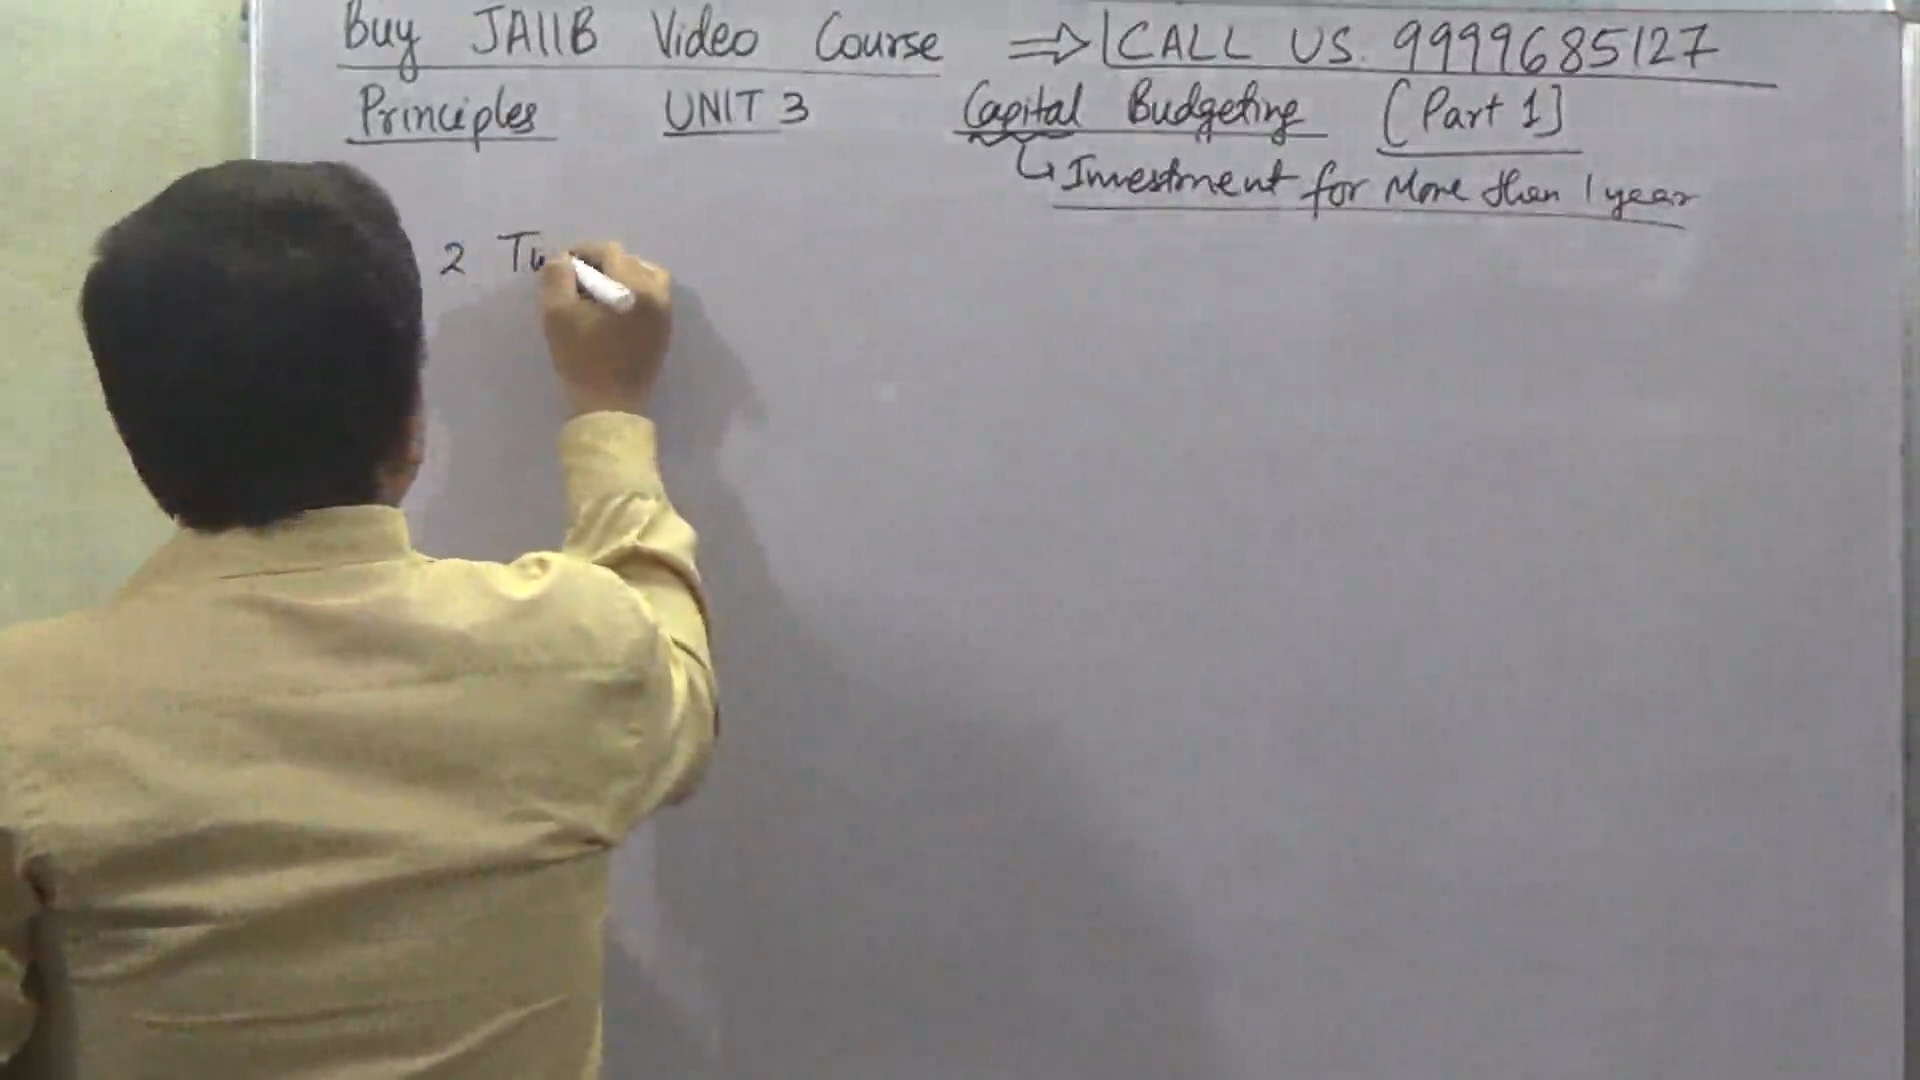 Buy JAIIB Video Course ⇒ CALL US. 9999685127
Principles UNIT 3 Capital Budgeting [Part 1]
↳ Investment for More than 1 year
2